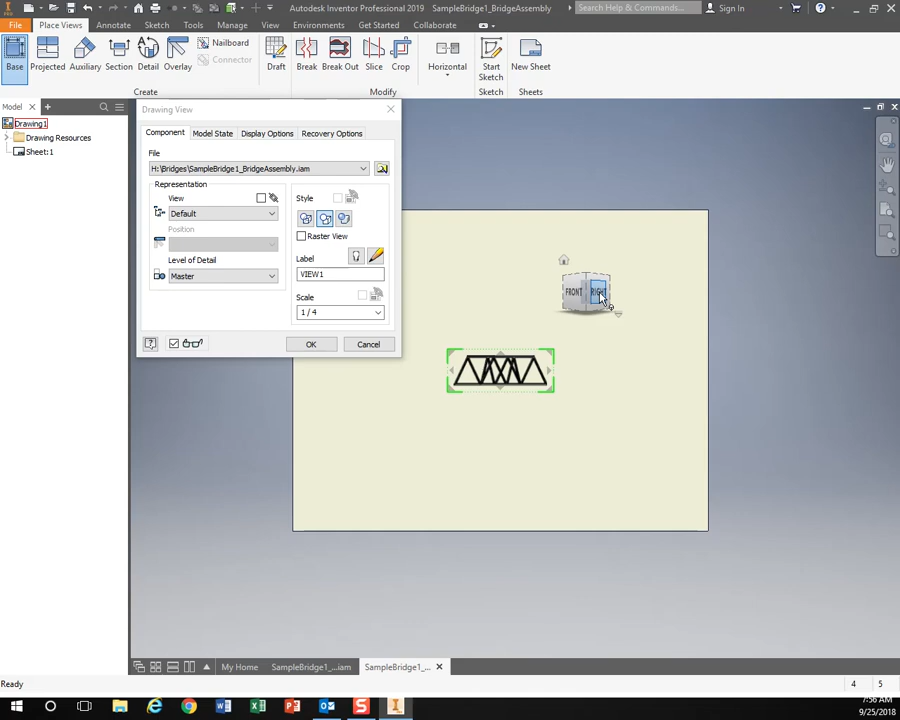 Autodesk Inventor Professional 2019 SampleBridge1_BridgeAssembly
Search Help & Commands...
Sign In
File
Place Views
Annotate
Sketch
Tools
Manage
View
Environments
Get Started
Collaborate
Base
Projected
Auxiliary
Section
Detail
Overlay
Nailboard
Connector
Draft
Break
Break Out
Slice
Crop
Horizontal
Start
Sketch
New Sheet
Create
Modify
Sketch
Sheets
Model
Drawing1
Drawing Resources
Sheet:1
Drawing View
Component
Model State
Display Options
Recovery Options
File
H:\Bridges\SampleBridge1_BridgeAssembly.iam
Representation
View
Default
Position
Level of Detail
Master
Style
Raster View
Label
VIEW1
Scale
1 / 4
OK
Cancel
FRONT
RIGHT
My Home
SampleBridge1_...iam
SampleBridge1_...
Ready
4
5
7:56 AM
9/25/2018